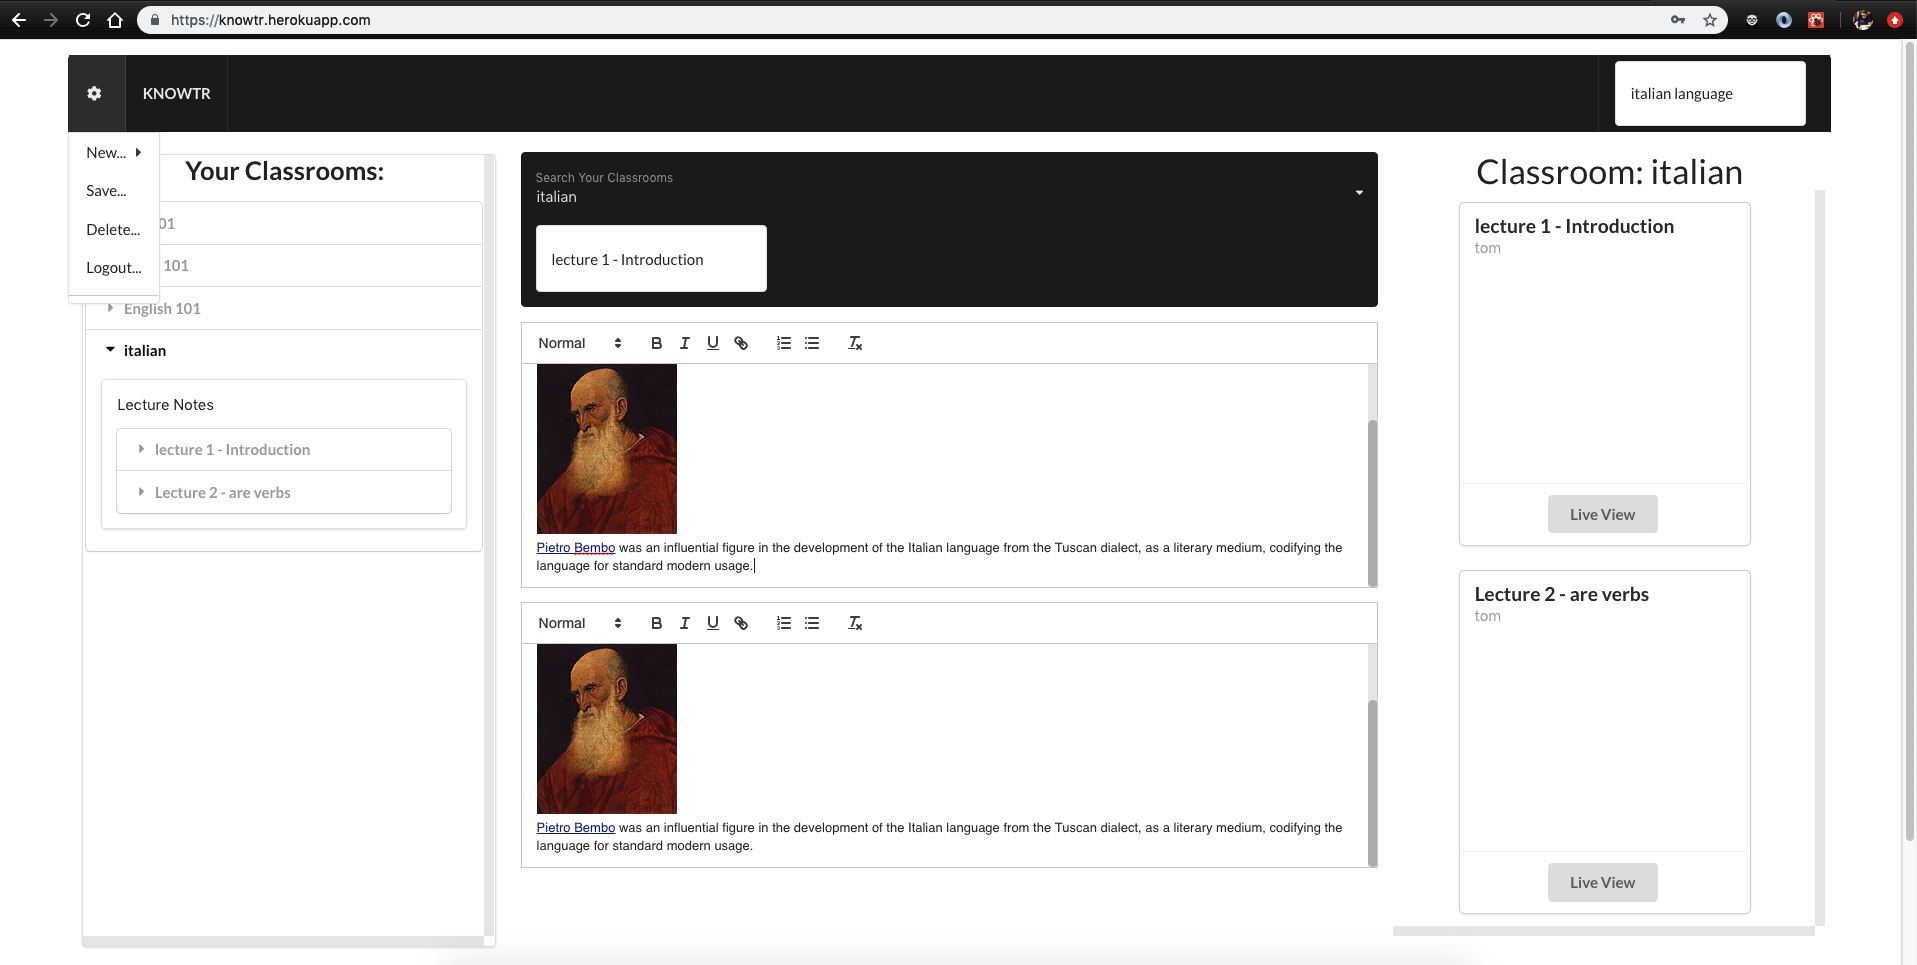 https://knowtr.herokuapp.com
KNOWTR
italian language
New...
Save...
Delete...
Logout...
Your Classrooms:
01
101
English 101
italian
Lecture Notes
lecture 1 - Introduction
Lecture 2 - are verbs
Search Your Classrooms
italian
lecture 1 - Introduction
Normal
Pietro Bembo was an influential figure in the development of the Italian language from the Tuscan dialect, as a literary medium, codifying the
language for standard modern usage.
Normal
Pietro Bembo was an influential figure in the development of the Italian language from the Tuscan dialect, as a literary medium, codifying the
language for standard modern usage.
Classroom: italian
lecture 1 - Introduction
tom
Live View
Lecture 2 - are verbs
tom
Live View